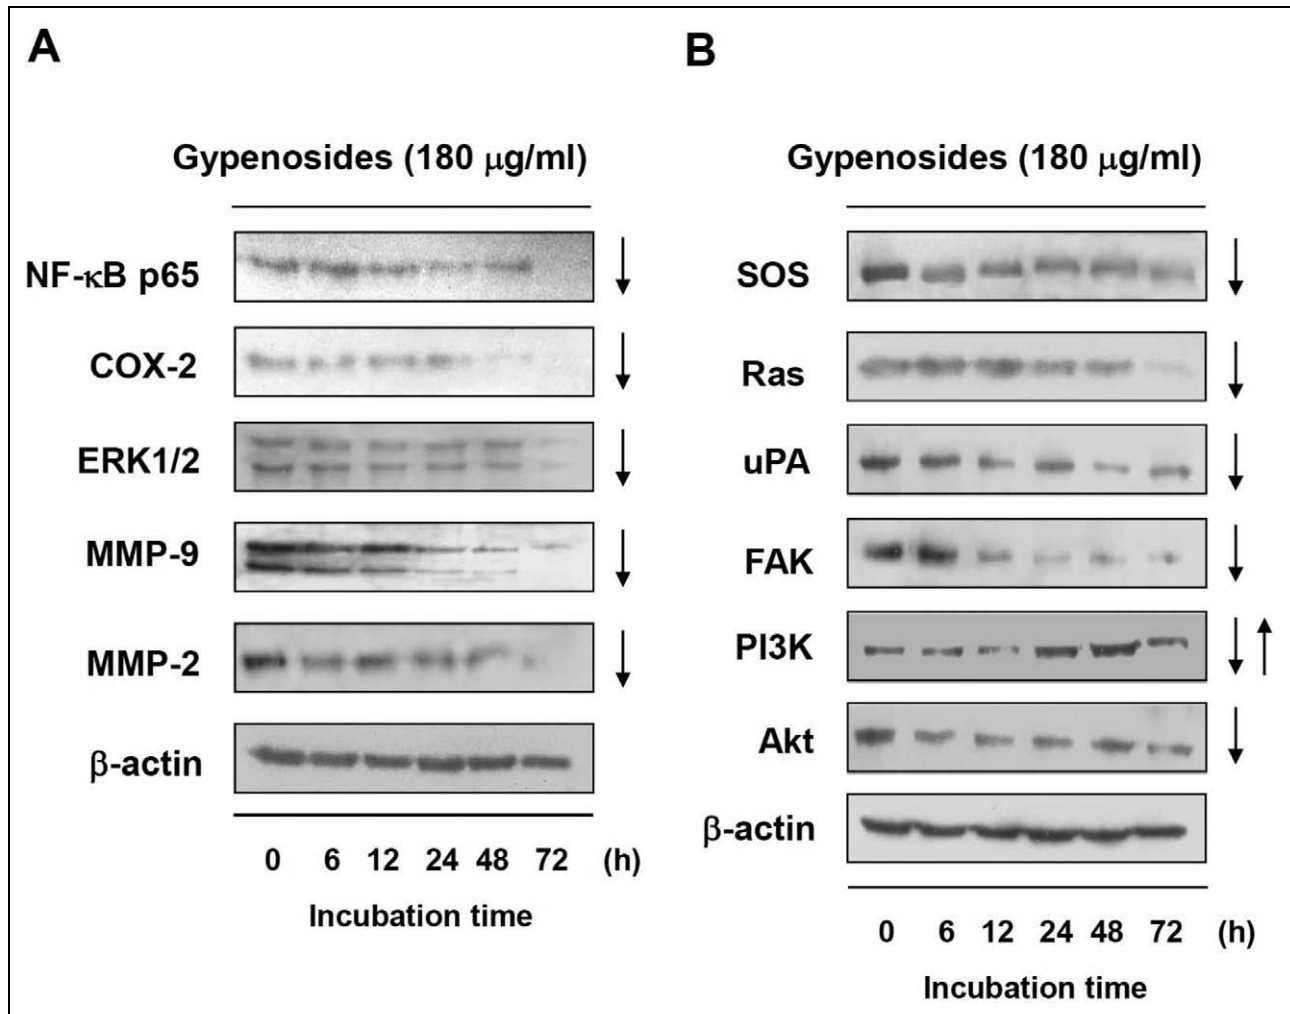 A
Gypenosides (180 μg/ml)
NF-κB p65
COX-2
ERK1/2
MMP-9
MMP-2
β-actin
0 6 12 24 48 72 (h)
Incubation time
B
Gypenosides (180 μg/ml)
SOS
Ras
uPA
FAK
PI3K
Akt
β-actin
0 6 12 24 48 72 (h)
Incubation time